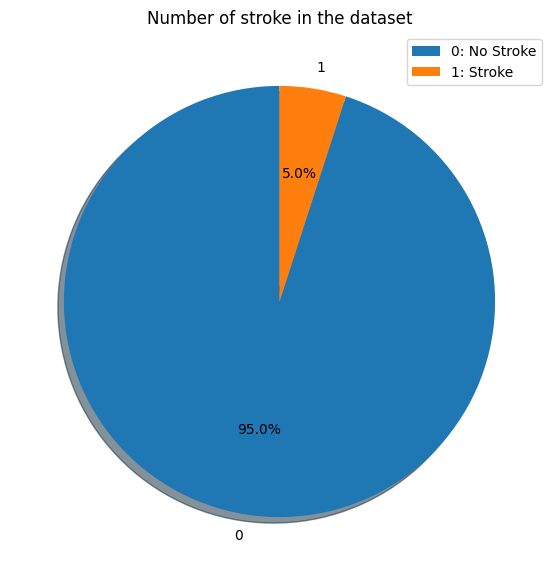 Number of stroke in the dataset
0: No Stroke
1: Stroke
1
5.0%
95.0%
0